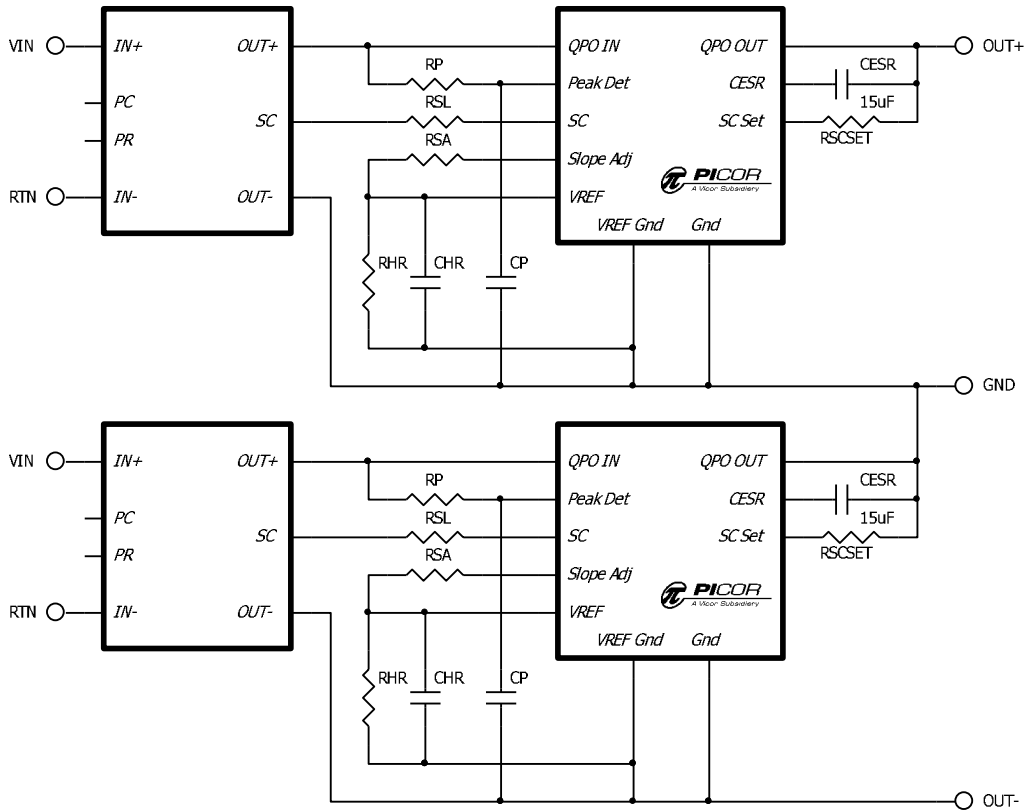 VIN
IN+
OUT+
QPO IN
QPO OUT
OUT+
RP
CESR
Peak Det
CESR
PC
RSL
15uF
SC
SC
SC Set
PR
RSA
RSCSET
Slope Adj
PICOR
A Vicor Subsidiary
RTN
IN-
OUT-
VREF
VREF Gnd
Gnd
RHR
CHR
CP
GND
VIN
IN+
OUT+
QPO IN
QPO OUT
RP
CESR
Peak Det
CESR
PC
RSL
15uF
SC
SC
SC Set
PR
RSA
RSCSET
Slope Adj
PICOR
A Vicor Subsidiary
RTN
IN-
OUT-
VREF
VREF Gnd
Gnd
RHR
CHR
CP
OUT-